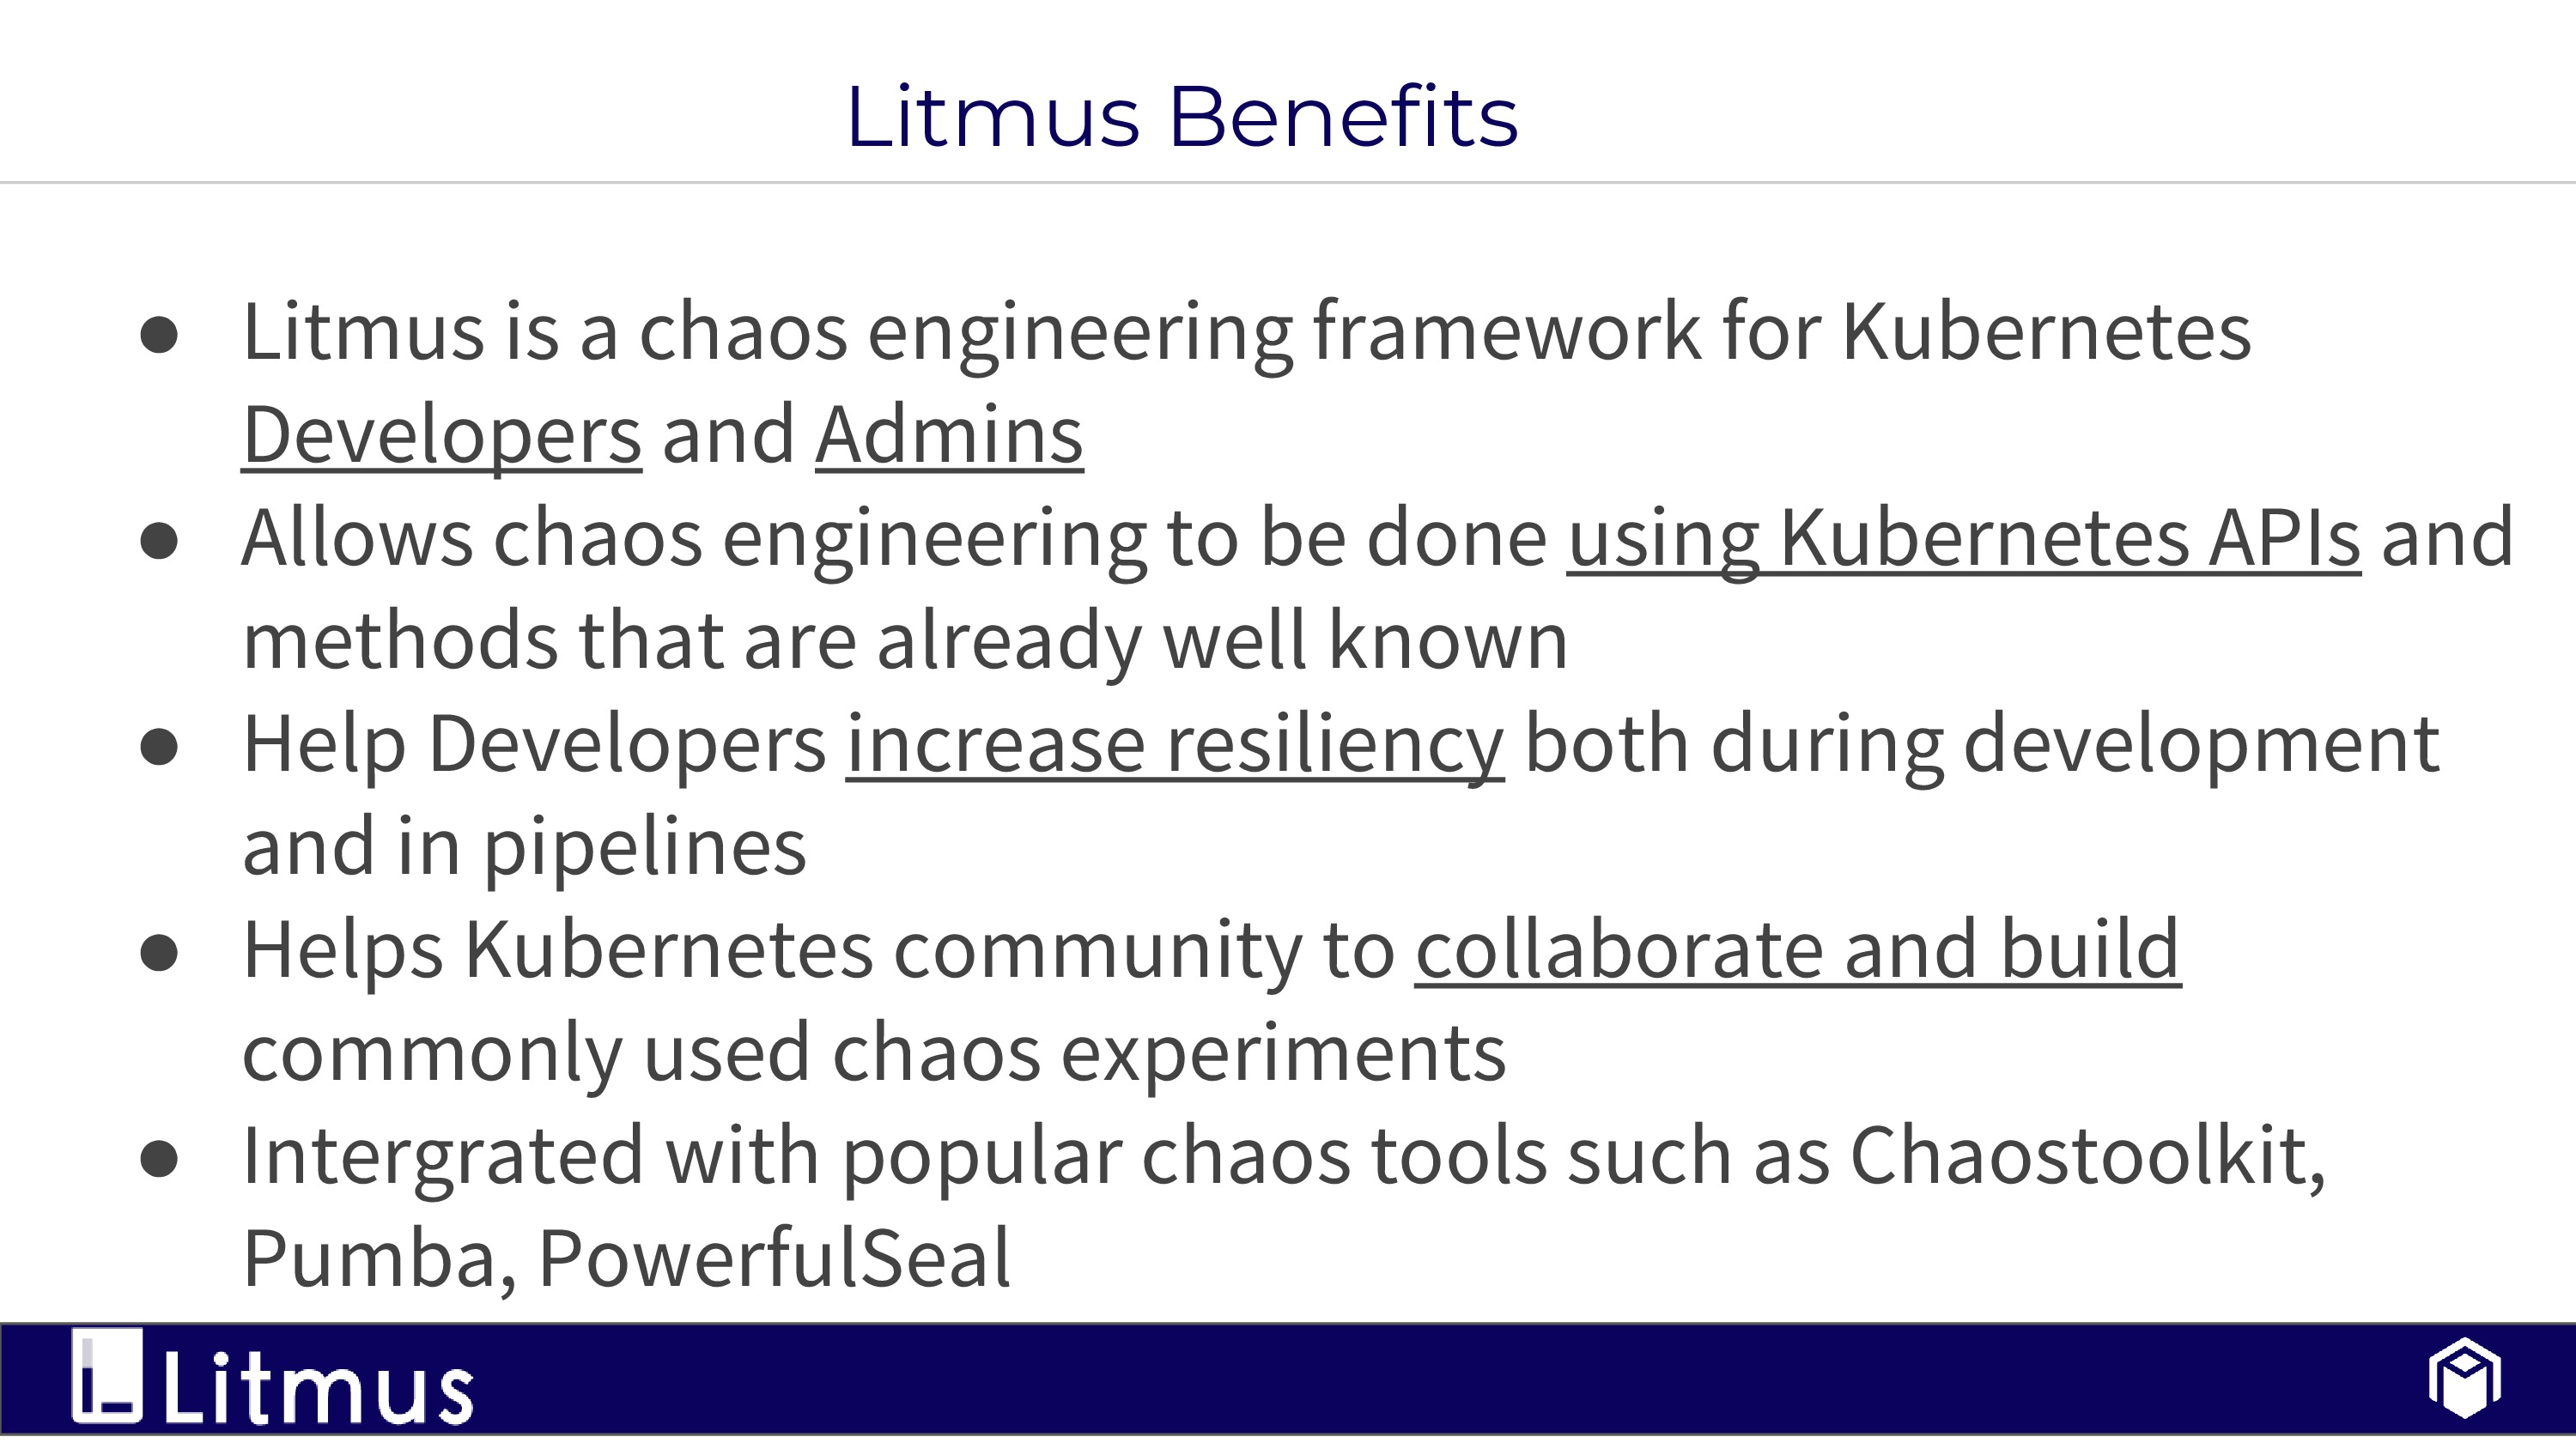 Litmus Benefits
● Litmus is a chaos engineering framework for Kubernetes
Developers and Admins
● Allows chaos engineering to be done using Kubernetes APIs and
methods that are already well known
● Help Developers increase resiliency both during development
and in pipelines
● Helps Kubernetes community to collaborate and build
commonly used chaos experiments
● Intergrated with popular chaos tools such as Chaostoolkit,
Pumba, PowerfulSeal
Litmus